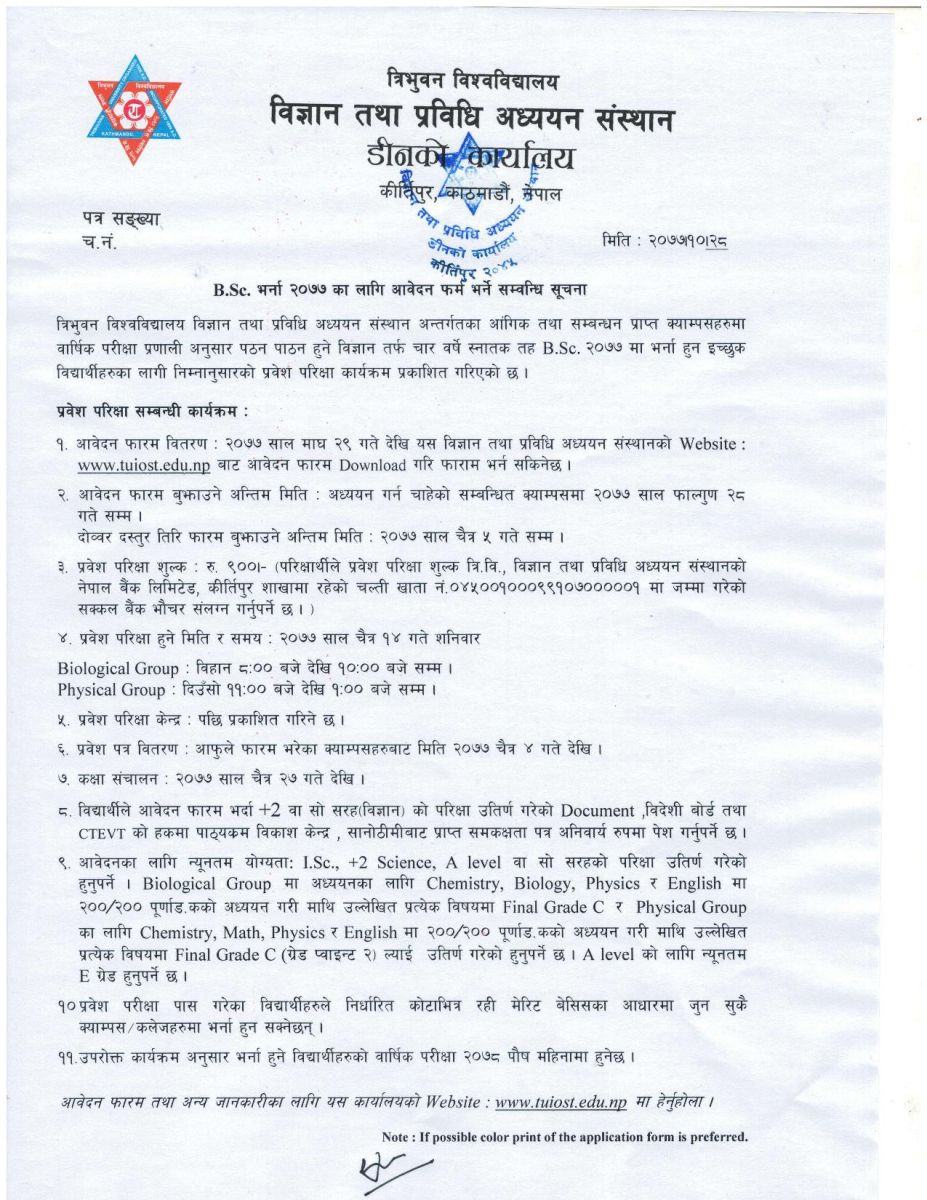 त्रिभुवन विश्वविद्यालय
विज्ञान तथा प्रविधि अध्ययन संस्थान
डीनको कार्यालय
कीर्तिपुर, काठमाडौं, नेपाल
विज्ञान तथा प्रविधि अध्ययन
डीनको कार्यालय
कीर्तिपुर २०४५
पत्र सङ्ख्या
च.नं.
मिति : २०७७१०१२८
B.Sc. भर्ना २०७७ का लागि आवेदन फर्म भर्ने सम्वन्धि सूचना
त्रिभुवन विश्वविद्यालय विज्ञान तथा प्रविधि अध्ययन संस्थान अन्तर्गतका आंगिक तथा सम्बन्धन प्राप्त क्याम्पसहरुमा
वार्षिक परीक्षा प्रणाली अनुसार पठन पाठन हुने विज्ञान तर्फ चार वर्षे स्नातक तह B.Sc. २०७७ मा भर्ना हुन इच्छुक
विद्यार्थीहरुका लागी निम्नानुसारको प्रवेश परिक्षा कार्यक्रम प्रकाशित गरिएको छ ।
प्रवेश परिक्षा सम्बन्धी कार्यक्रम :
१. आवेदन फारम वितरण : २०७७ साल माघ २९ गते देखि यस विज्ञान तथा प्रविधि अध्ययन संस्थानको Website :
www.tuiost.edu.np बाट आवेदन फारम Download गरि फाराम भर्न सकिनेछ ।
२. आवेदन फारम बुझाउने अन्तिम मिति : अध्ययन गर्न चाहेको सम्बन्धित क्याम्पसमा २०७७ साल फाल्गुण २८
गते सम्म ।
दोव्वर दस्तुर तिरि फारम बुझाउने अन्तिम मिति : २०७७ साल चैत्र ५ गते सम्म ।
३. प्रवेश परिक्षा शुल्क : रु. ९००।- (परिक्षार्थीले प्रवेश परिक्षा शुल्क त्रि.वि., विज्ञान तथा प्रविधि अध्ययन संस्थानको
नेपाल बैंक लिमिटेड, कीर्तिपुर शाखामा रहेको चल्ती खाता नं.०४५००१०००९९१०७०००००१ मा जम्मा गरेको
सक्कल बैंक भौचर संलग्न गर्नुपर्ने छ । )
४. प्रवेश परिक्षा हुने मिति र समय : २०७७ साल चैत्र १४ गते शनिवार
Biological Group : विहान ८:०० बजे देखि १०:०० बजे सम्म ।
Physical Group : दिउँसो ११:०० बजे देखि १:०० बजे सम्म ।
५. प्रवेश परिक्षा केन्द्र : पछि प्रकाशित गरिने छ ।
६. प्रवेश पत्र वितरण : आफुले फारम भरेका क्याम्पसहरुबाट मिति २०७७ चैत्र ४ गते देखि ।
७. कक्षा संचालन : २०७७ साल चैत्र २७ गते देखि ।
८. विद्यार्थीले आवेदन फारम भर्दा +2 वा सो सरह(विज्ञान) को परिक्षा उतिर्ण गरेको Document ,विदेशी बोर्ड तथा
CTEVT को हकमा पाठ्यक्रम विकाश केन्द्र , सानोठीमीबाट प्राप्त समकक्षता पत्र अनिवार्य रुपमा पेश गर्नुपर्ने छ ।
९. आवेदनका लागि न्यूनतम योग्यता: I.Sc., +2 Science, A level वा सो सरहको परिक्षा उतिर्ण गरेको
हुनुपर्ने । Biological Group मा अध्ययनका लागि Chemistry, Biology, Physics र English मा
२००/२०० पूर्णाड.कको अध्ययन गरी माथि उल्लेखित प्रत्येक विषयमा Final Grade C र Physical Group
का लागि Chemistry, Math, Physics र English मा २००/२०० पूर्णाड.कको अध्ययन गरी माथि उल्लेखित
प्रत्येक विषयमा Final Grade C (ग्रेड प्वाइन्ट २) ल्याई उतिर्ण गरेको हुनुपर्ने छ । A level को लागि न्यूनतम
E ग्रेड हुनुपर्ने छ ।
१० प्रवेश परीक्षा पास गरेका विद्यार्थीहरुले निर्धारित कोटाभित्र रही मेरिट बेसिसका आधारमा जुन सुकै
क्याम्पस/कलेजहरुमा भर्ना हुन सक्नेछन् ।
११.उपरोक्त कार्यक्रम अनुसार भर्ना हुने विद्यार्थीहरुको वार्षिक परीक्षा २०७८ पौष महिनामा हुनेछ ।
आवेदन फारम तथा अन्य जानकारीका लागि यस कार्यालयको Website : www.tuiost.edu.np मा हेर्नुहोला ।
Note : If possible color print of the application form is preferred.